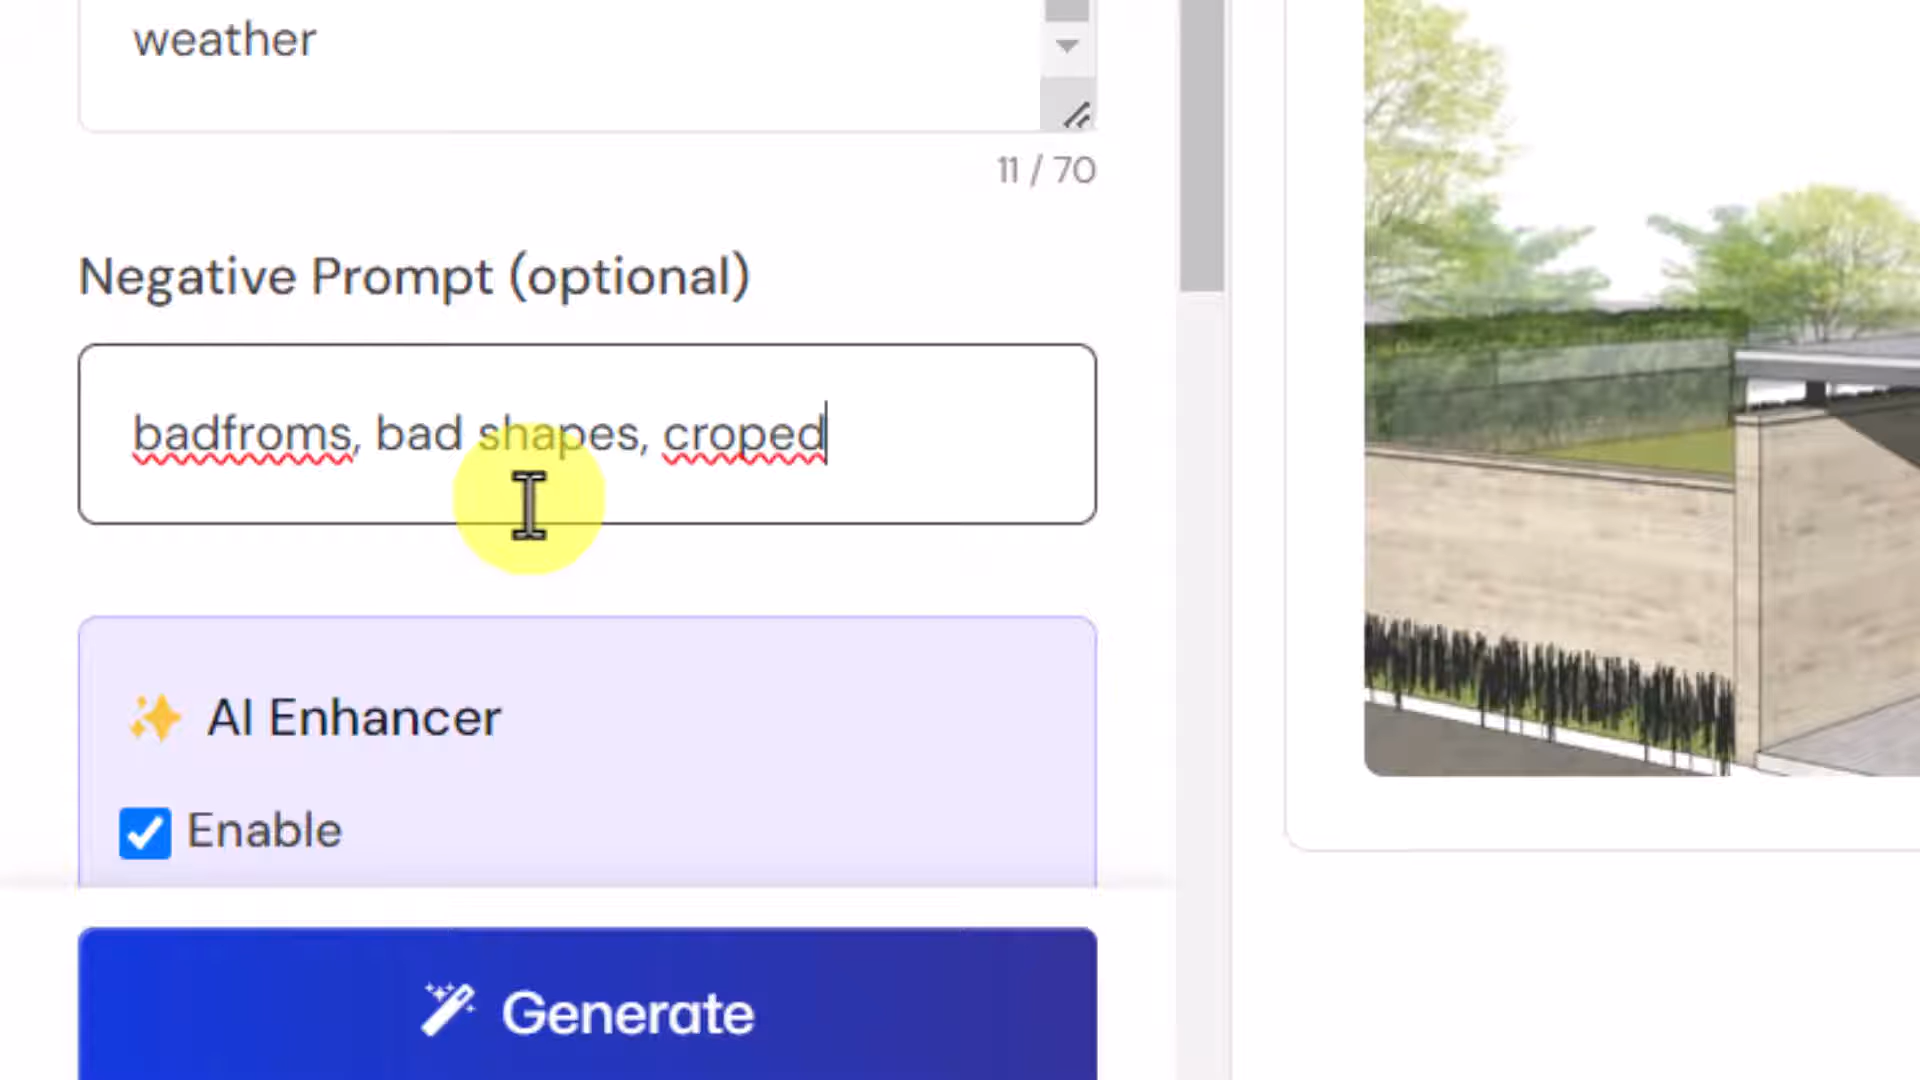 weather
11 / 70
Negative Prompt (optional)
badfroms, bad shapes, croped
AI Enhancer
Enable
Generate